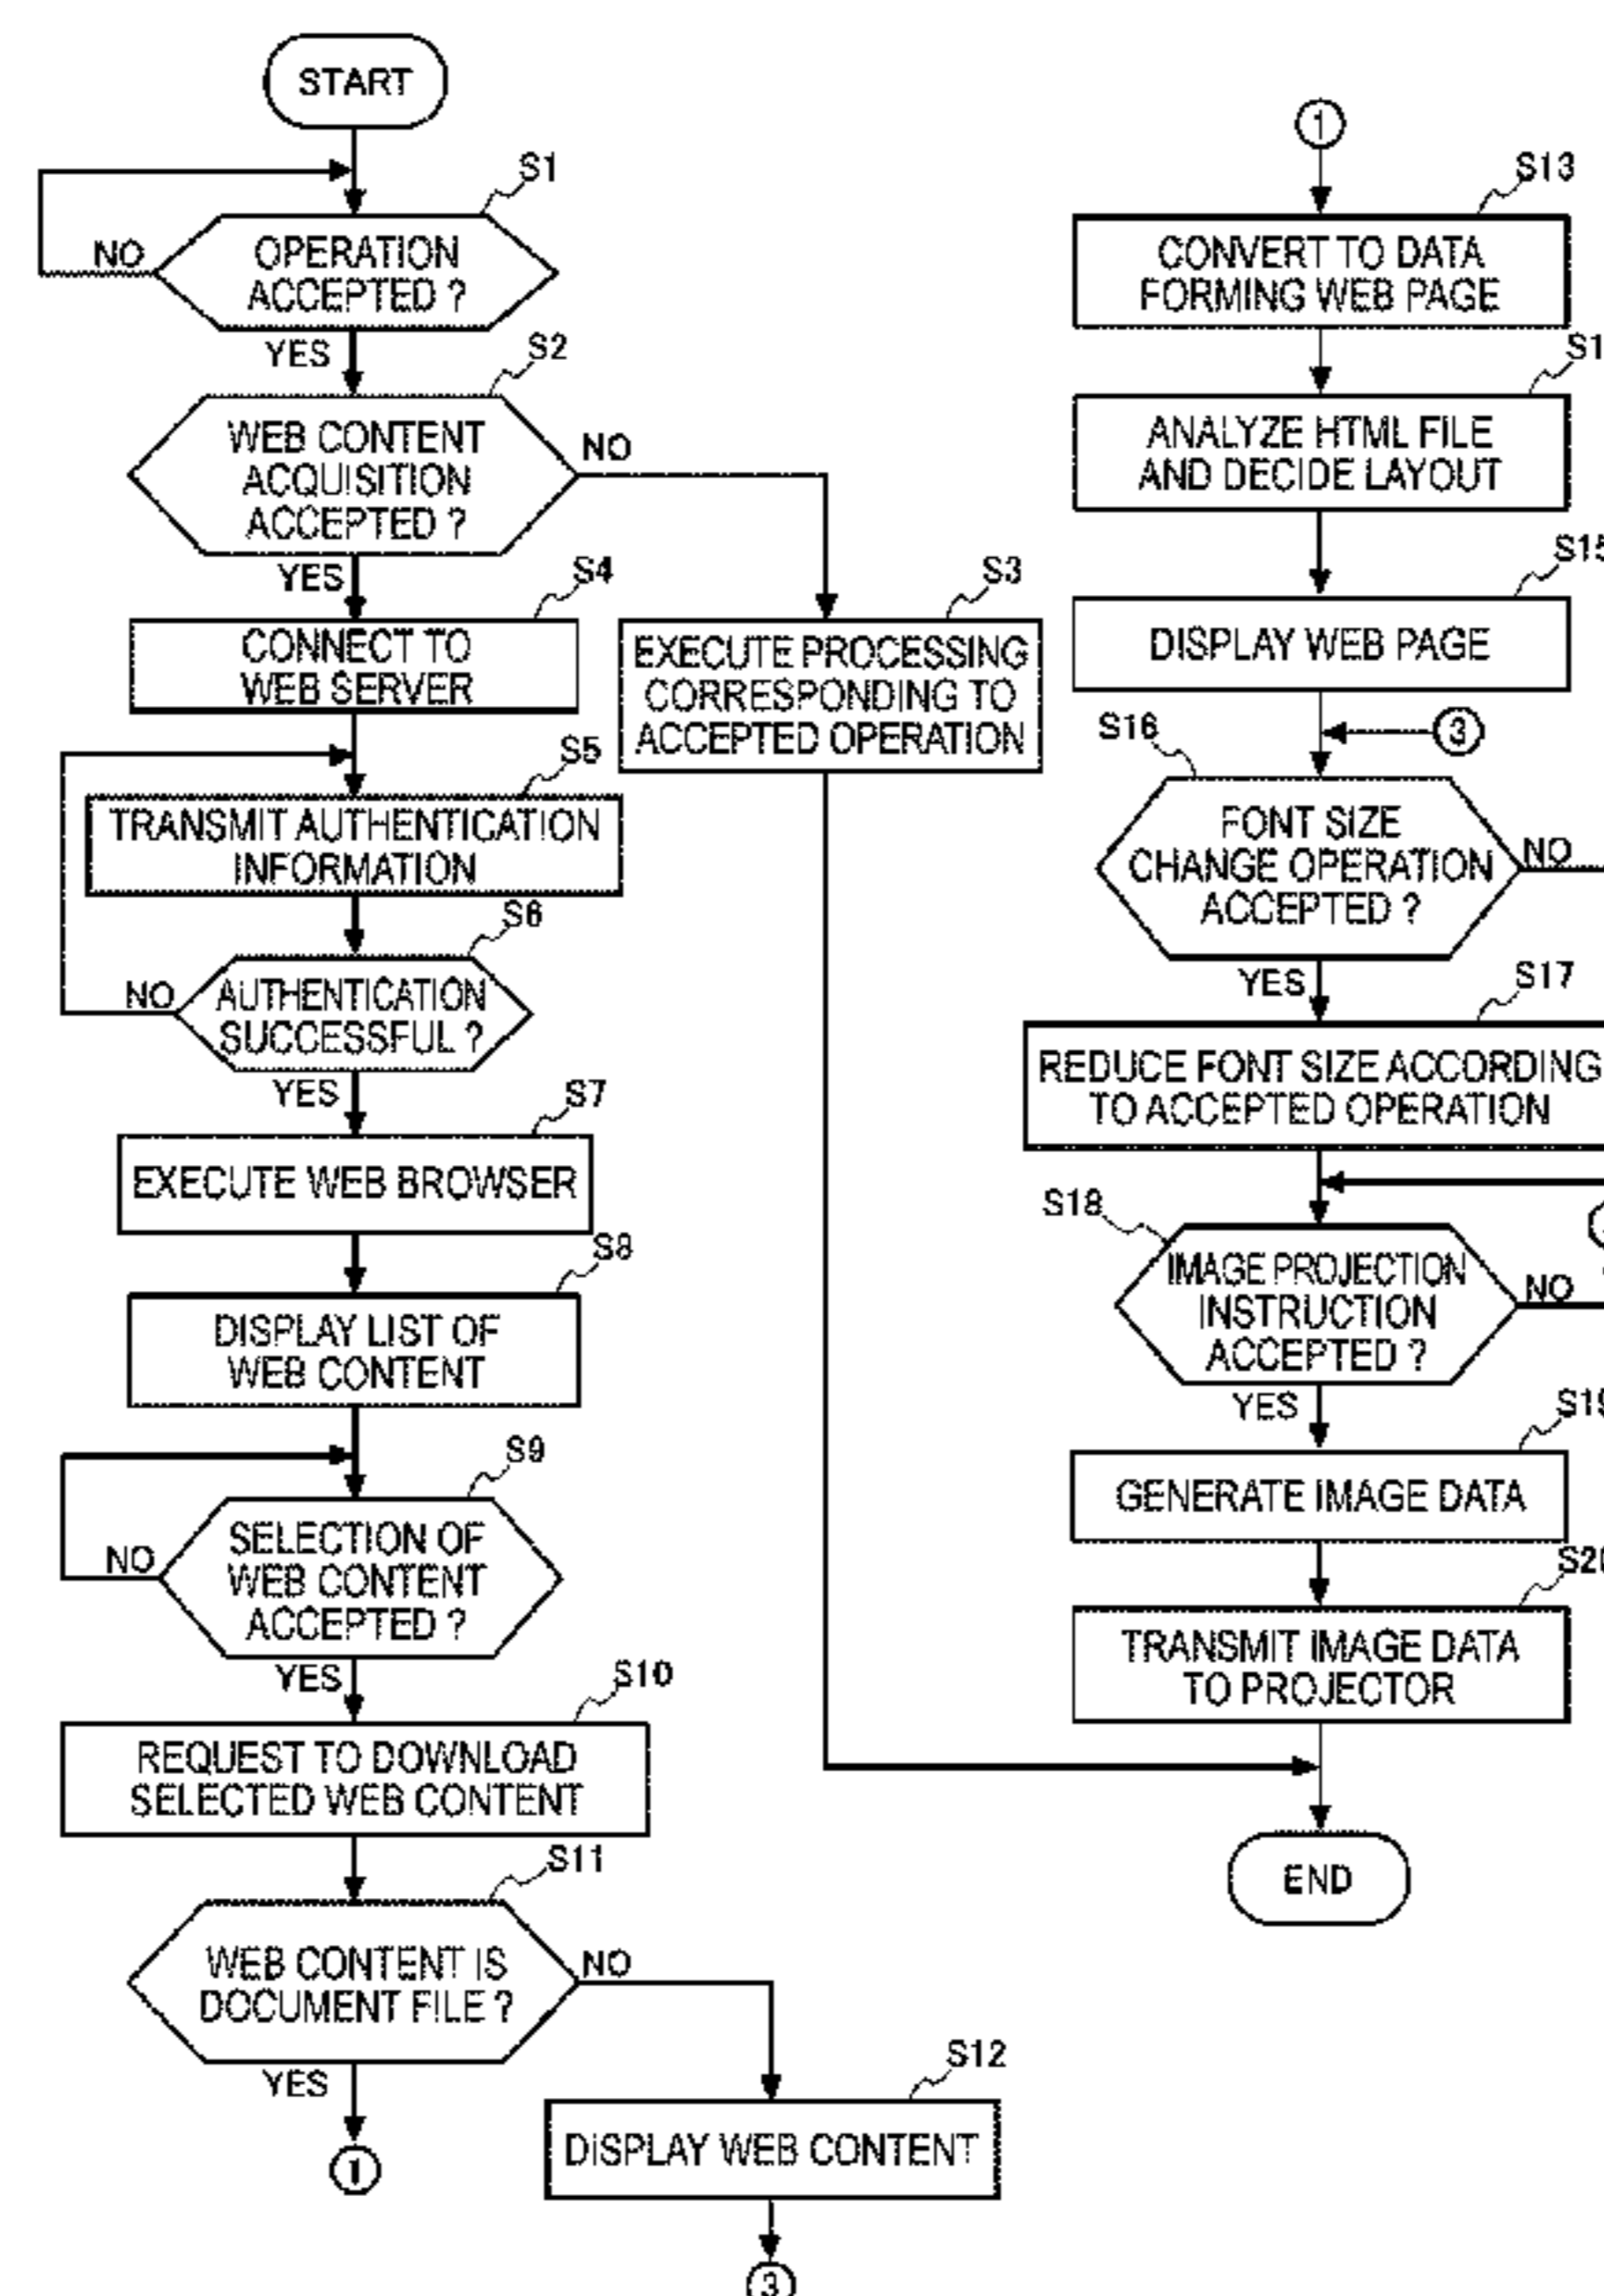 START
S1
NO
OPERATION
ACCEPTED ?
YES
S2
WEB CONTENT
ACQUISITION
ACCEPTED ?
NO
YES
S4
CONNECT TO
WEB SERVER
S3
EXECUTE PROCESSING
CORRESPONDING TO
ACCEPTED OPERATION
S5
TRANSMIT AUTHENTICATION
INFORMATION
S6
NO
AUTHENTICATION
SUCCESSFUL ?
YES
S7
EXECUTE WEB BROWSER
S8
DISPLAY LIST OF
WEB CONTENT
S9
NO
SELECTION OF
WEB CONTENT
ACCEPTED ?
YES
S10
REQUEST TO DOWNLOAD
SELECTED WEB CONTENT
S11
WEB CONTENT IS
DOCUMENT FILE ?
NO
YES
1
S12
DISPLAY WEB CONTENT
3
1
S13
CONVERT TO DATA
FORMING WEB PAGE
S1
ANALYZE HTML FILE
AND DECIDE LAYOUT
S15
DISPLAY WEB PAGE
3
S16
FONT SIZE
CHANGE OPERATION
ACCEPTED ?
NO
YES
S17
REDUCE FONT SIZE ACCORDING
TO ACCEPTED OPERATION
S18
IMAGE PROJECTION
INSTRUCTION
ACCEPTED ?
NO
YES
S19
GENERATE IMAGE DATA
S20
TRANSMIT IMAGE DATA
TO PROJECTOR
END